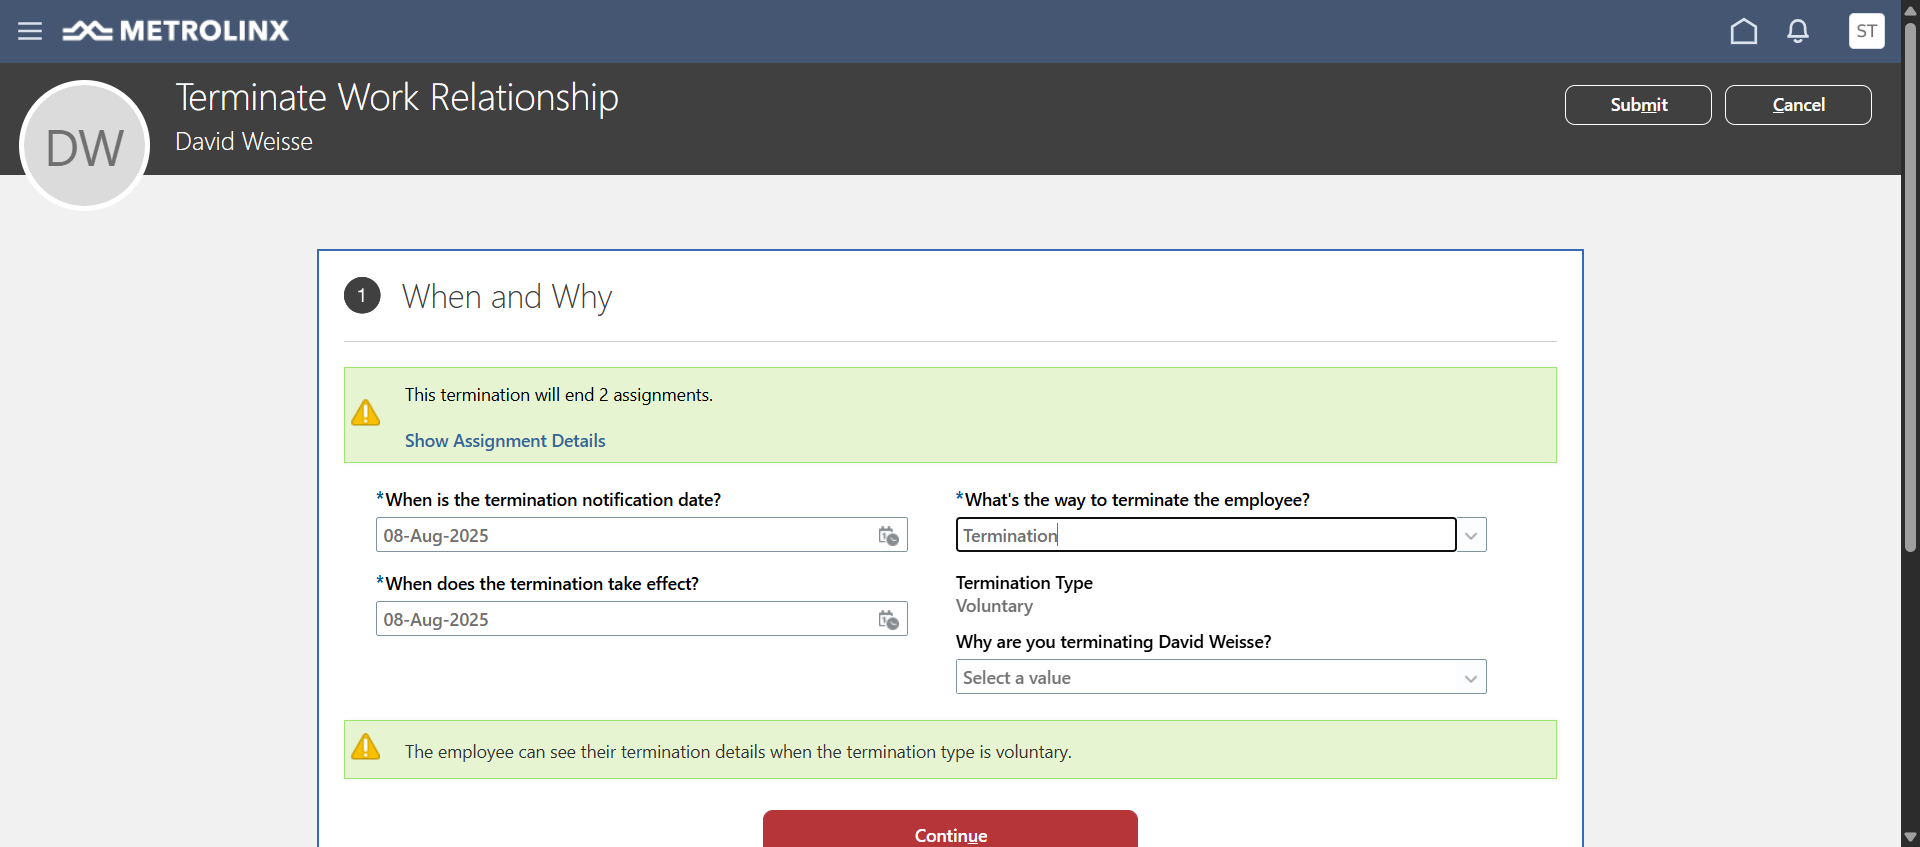 METROLINX
ST
DW
Terminate Work Relationship
David Weisse
Submit
Cancel
1
When and Why
This termination will end 2 assignments.
Show Assignment Details
*When is the termination notification date?
08-Aug-2025
*When does the termination take effect?
08-Aug-2025
*What's the way to terminate the employee?
Termination
Termination Type
Voluntary
Why are you terminating David Weisse?
Select a value
The employee can see their termination details when the termination type is voluntary.
Continue